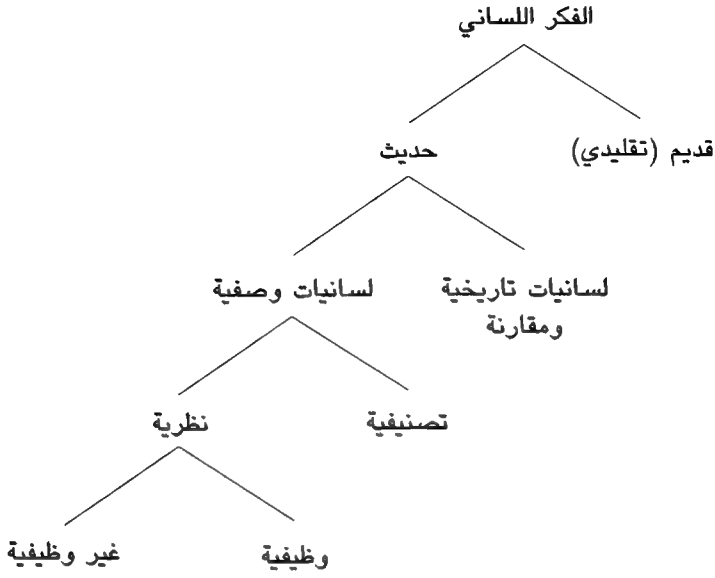 الفكر اللساني
قديم (تقليدي)
حديث
لسانيات تاريخية
ومقارنة
لسانيات وصفية
تصنيفية
نظرية
وظيفية
غير وظيفية